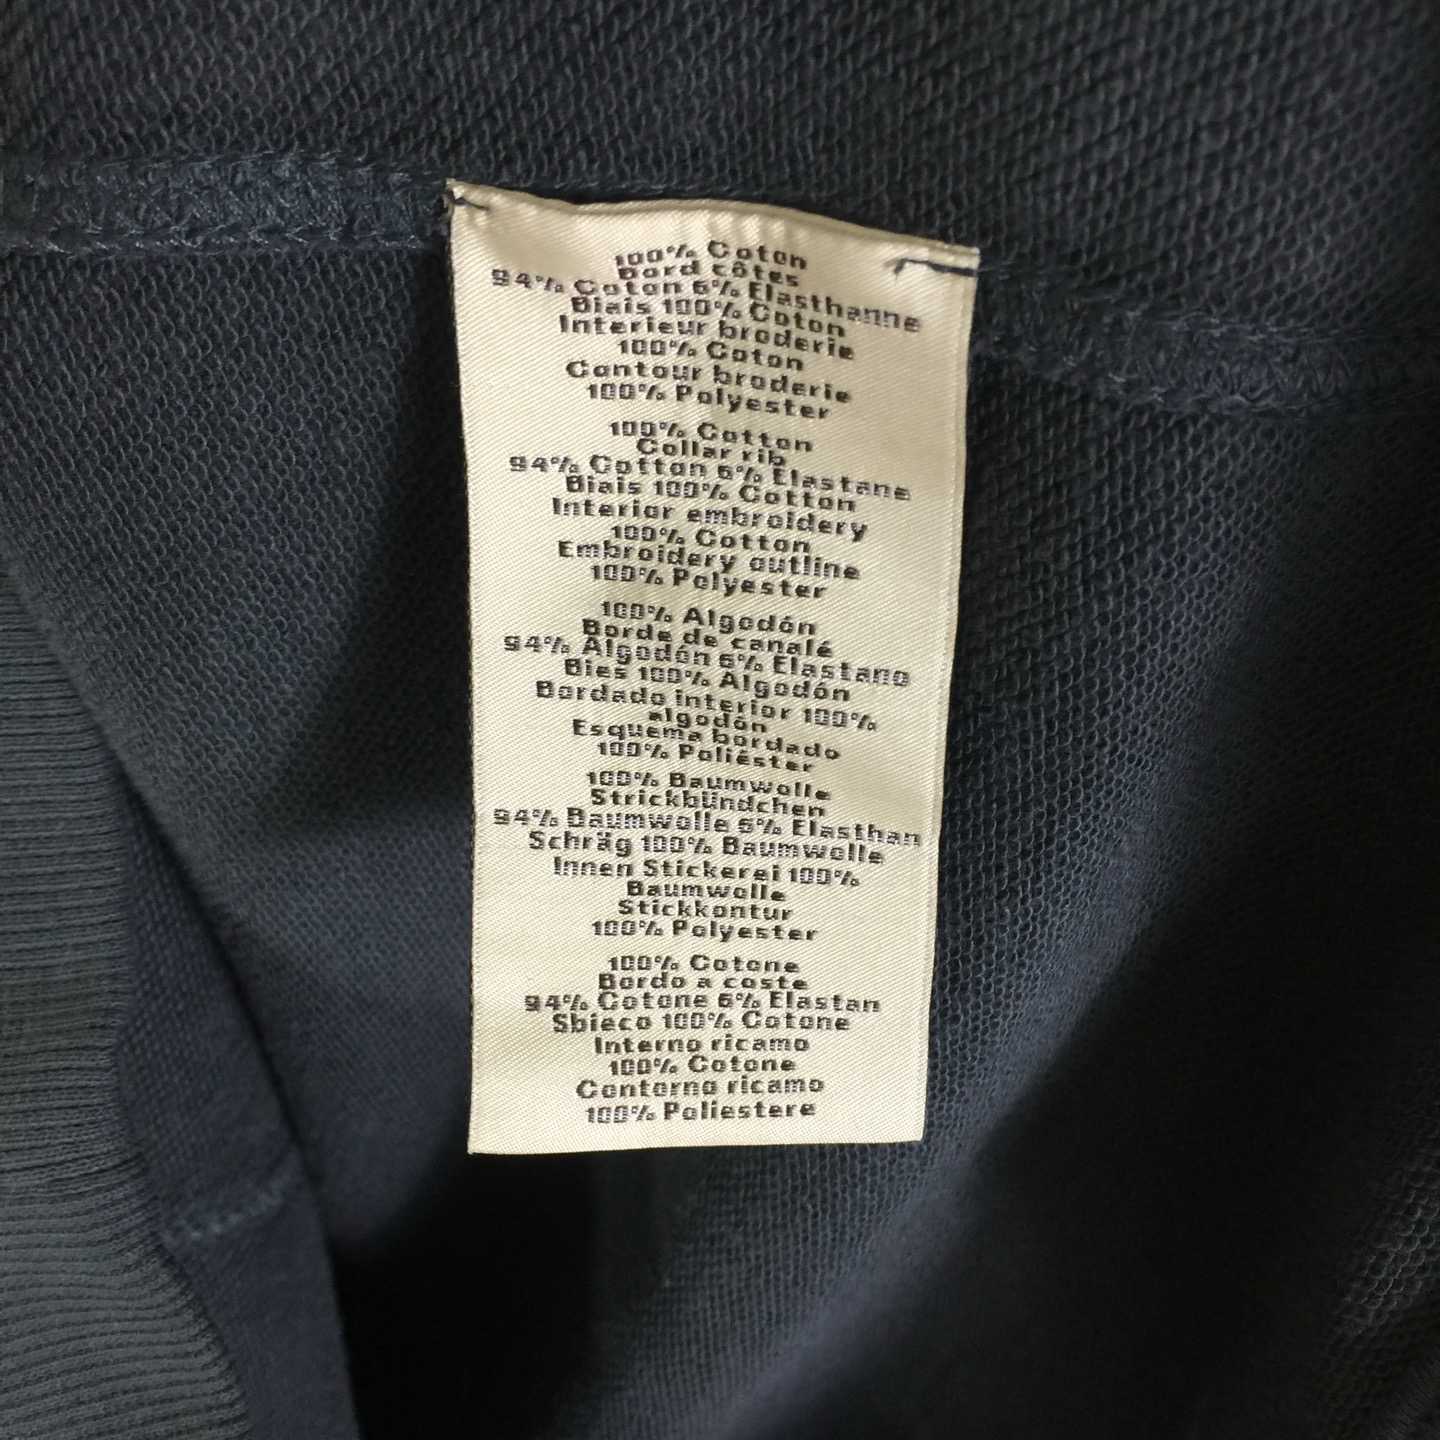 100% Coton
Bord côtes
94% Coton 6% Elasthanne
Biais 100% Coton
Interieur broderie
100% Coton
Contour broderie
100% Polyester
100% Cotton
Collar rib
94% Cotton 6% Elastane
Biais 100% Cotton
Interior embroidery
100% Cotton
Embroidery outline
100% Polyester
100% Algodón
Borde de canalé
94% Algodón 6% Elastano
Bies 100% Algodón
Bordado interior 100%
algodón
Esquema bordado
100% Poliéster
100% Baumwolle
Strickbündchen
94% Baumwolle 6% Elasthan
Schräg 100% Baumwolle
Innen Stickerei 100%
Baumwolle
Stickkontur
100% Polyester
100% Cotone
Bordo a coste
94% Cotone 6% Elastan
Sbieco 100% Cotone
Interno ricamo
100% Cotone
Contorno ricamo
100% Poliestere